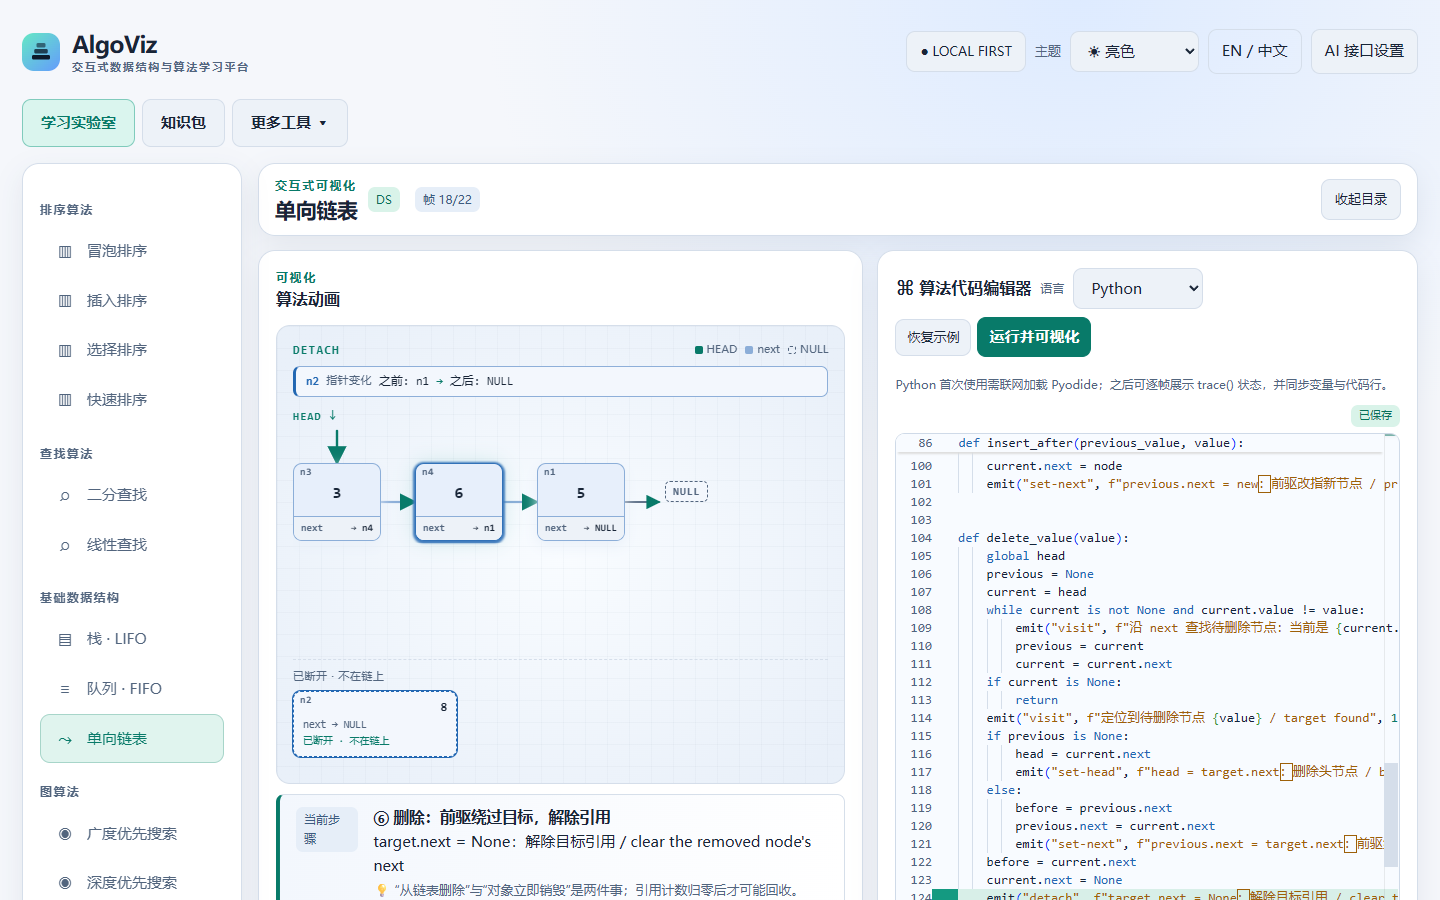 AlgoViz
交互式数据结构与算法学习平台
● LOCAL FIRST
主题
☀ 亮色
EN / 中文
AI 接口设置
学习实验室
知识包
更多工具 ▼
排序算法
冒泡排序
插入排序
选择排序
快速排序
查找算法
二分查找
线性查找
基础数据结构
栈 · LIFO
队列 · FIFO
单向链表
图算法
广度优先搜索
深度优先搜索
交互式可视化
单向链表
DS
帧 18/22
收起目录
可视化
算法动画
DETACH
HEAD
next
NULL
n2 指针变化 之前: n1 → 之后: NULL
HEAD ↓
n3
3
next → n4
n4
6
next → n1
n1
5
next → NULL
NULL
已断开 · 不在链上
n2
8
next → NULL
已断开 · 不在链上
当前步骤
⑥ 删除：前驱绕过目标，解除引用
target.next = None：解除目标引用 / clear the removed node's
next
💡 “从链表删除”与“对象立即销毁”是两件事；引用计数归零后才可能回收。
⌘ 算法代码编辑器
语言
Python
恢复示例
运行并可视化
Python 首次使用需联网加载 Pyodide；之后可逐帧展示 trace() 状态，并同步变量与代码行。
已保存
86 def insert_after(previous_value, value):
100 current.next = node
101 emit("set-next", f"previous.next = new：前驱改指新节点 / pr
102
103
104 def delete_value(value):
105 global head
106 previous = None
107 current = head
108 while current is not None and current.value != value:
109 emit("visit", f"沿 next 查找待删除节点: 当前是 {current.
110 previous = current
111 current = current.next
112 if current is None:
113 return
114 emit("visit", f"定位到待删除节点 {value} / target found", 1
115 if previous is None:
116 head = current.next
117 emit("set-head", f"head = target.next：删除头节点 / b
118 else:
119 before = previous.next
120 previous.next = current.next
121 emit("set-next", f"previous.next = target.next：前驱
122 before = current.next
123 current.next = None
124 emit("detach", f"target.next = None：解除目标引用 / clear t